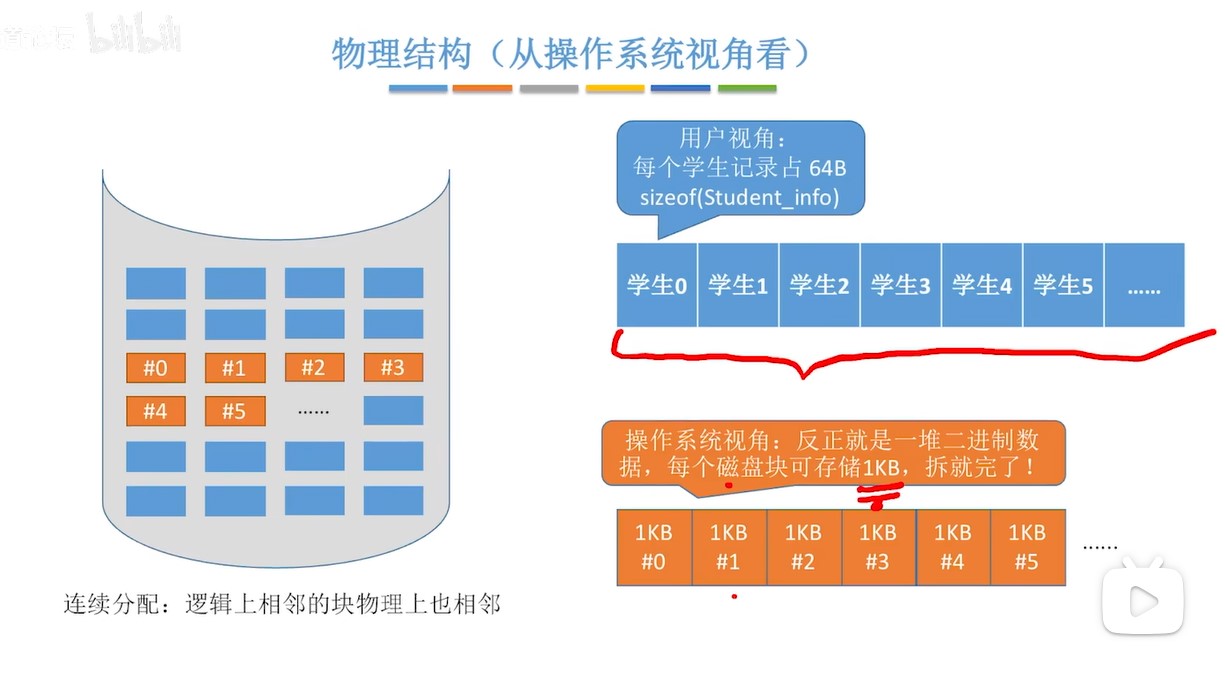 bilibili
物理结构（从操作系统视角看）
用户视角：
每个学生记录占 64B
sizeof(Student_info)
学生0 学生1 学生2 学生3 学生4 学生5 ......
#0 #1 #2 #3
#4 #5 ......
操作系统视角：反正就是一堆二进制数
据，每个磁盘块可存储1KB，拆就完了！
1KB 1KB 1KB 1KB 1KB 1KB
#0 #1 #2 #3 #4 #5 ......
连续分配：逻辑上相邻的块物理上也相邻